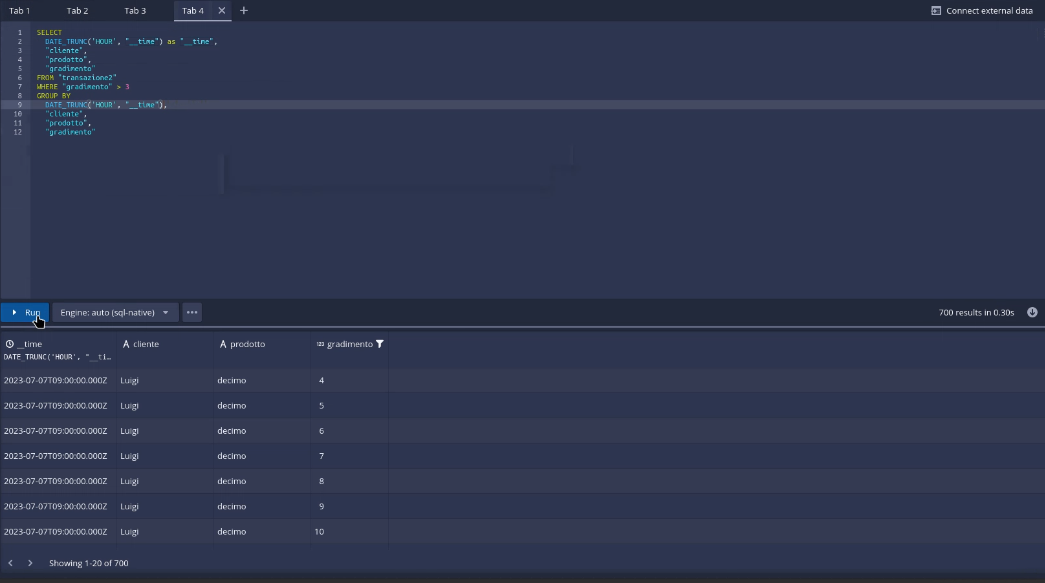 Tab 1 Tab 2 Tab 3 Tab 4 Connect external data
1 SELECT
2 DATE_TRUNC('HOUR', "__time") as "__time",
3 "cliente",
4 "prodotto",
5 "gradimento"
6 FROM "transazione2"
7 WHERE "gradimento" > 3
8 GROUP BY
9 DATE_TRUNC('HOUR', "__time"),
10 "cliente",
11 "prodotto",
12 "gradimento"
Run Engine: auto (sql-native) 700 results in 0.30s
__time A cliente A prodotto 123 gradimento
DATE_TRUNC('HOUR', "__ti…
2023-07-07T09:00:00.000Z Luigi decimo 4
2023-07-07T09:00:00.000Z Luigi decimo 5
2023-07-07T09:00:00.000Z Luigi decimo 6
2023-07-07T09:00:00.000Z Luigi decimo 7
2023-07-07T09:00:00.000Z Luigi decimo 8
2023-07-07T09:00:00.000Z Luigi decimo 9
2023-07-07T09:00:00.000Z Luigi decimo 10
Showing 1-20 of 700